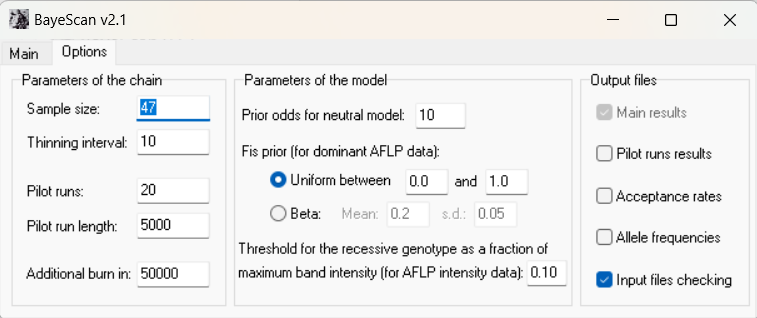 BayeScan v2.1
Main Options
Parameters of the chain
Sample size: 47
Thinning interval: 10
Pilot runs: 20
Pilot run length: 5000
Additional burn in: 50000
Parameters of the model
Prior odds for neutral model: 10
Fis prior (for dominant AFLP data):
Uniform between 0.0 and 1.0
Beta: Mean: 0.2 s.d.: 0.05
Threshold for the recessive genotype as a fraction of
maximum band intensity (for AFLP intensity data): 0.10
Output files
Main results
Pilot runs results
Acceptance rates
Allele frequencies
Input files checking